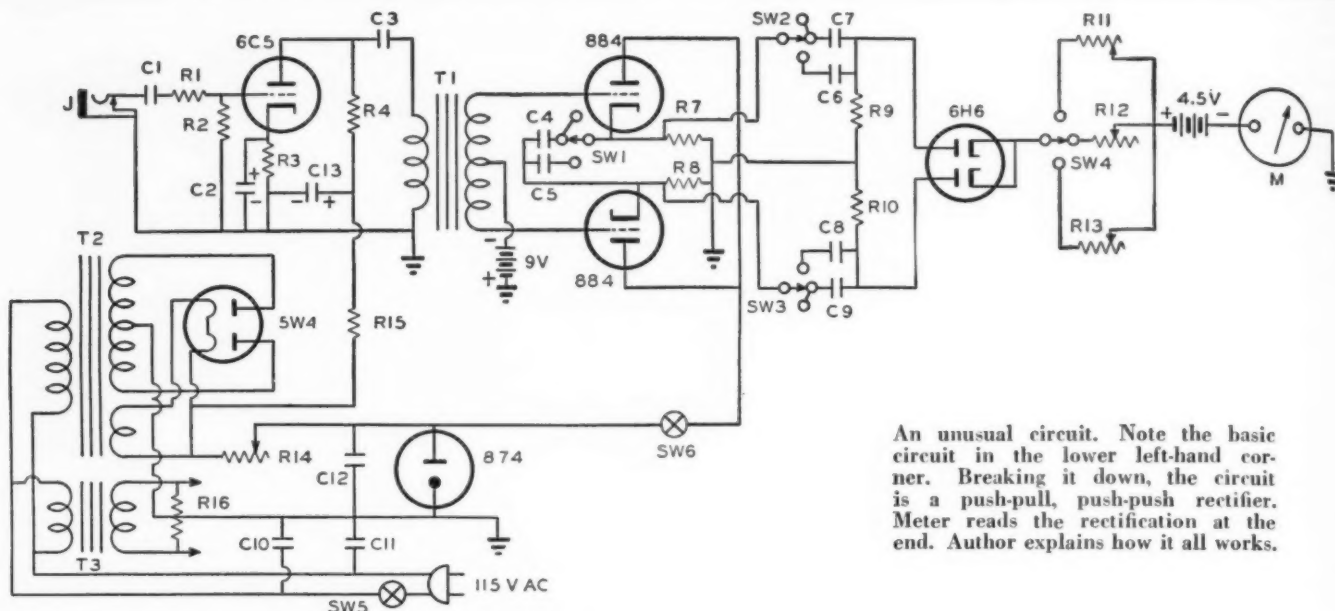 C3
6C5
884
SW2
C7
R11
C1
R1
J
R2
R4
T1
C4
R7
C6
R9
6H6
R12
4.5V
+
-
R3
C13
SW1
C5
R8
SW4
M
C2
+
-
-
+
R10
R13
T2
-
9V
+
884
C8
SW3
C9
5W4
R15
R14
C12
874
SW6
R16
C10
C11
T3
115 V AC
SW5
An unusual circuit. Note the basic
circuit in the lower left-hand cor-
ner. Breaking it down, the circuit
is a push-pull, push-push rectifier.
Meter reads the rectification at the
end. Author explains how it all works.